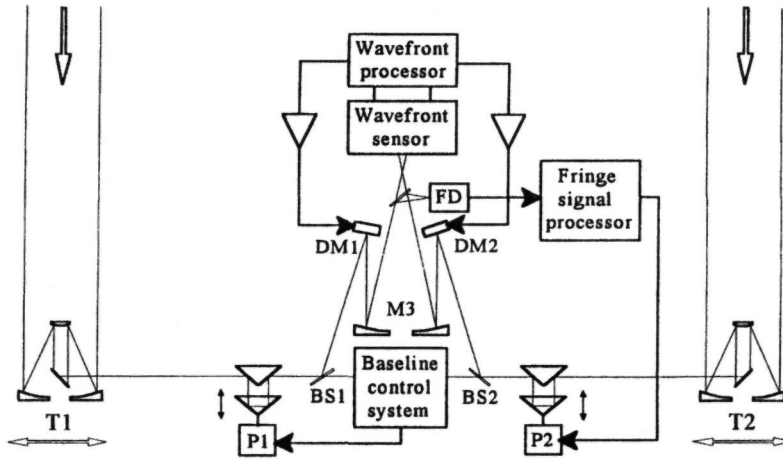 Wavefront
processor
Wavefront
sensor
FD
Fringe
signal
processor
DM1
DM2
M3
Baseline
control
system
BS1
BS2
T1
P1
P2
T2